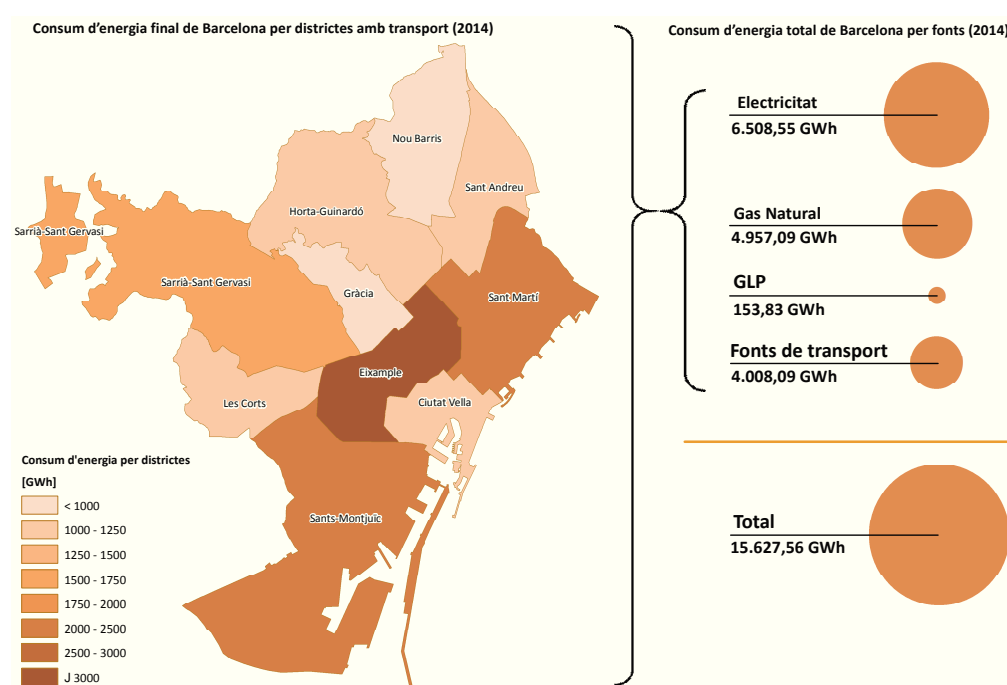 Consum d'energia final de Barcelona per districtes amb transport (2014)
Nou Barris
Sant Andreu
Horta-Guinardó
Sarrià-Sant Gervasi
Sarrià-Sant Gervasi
Gràcia
Sant Martí
Eixample
Les Corts
Ciutat Vella
Sants-Montjuïc
Consum d'energia per districtes
[GWh]
< 1000
1000 - 1250
1250 - 1500
1500 - 1750
1750 - 2000
2000 - 2500
2500 - 3000
J 3000
Consum d'energia total de Barcelona per fonts (2014)
Electricitat
6.508,55 GWh
Gas Natural
4.957,09 GWh
GLP
153,83 GWh
Fonts de transport
4.008,09 GWh
Total
15.627,56 GWh